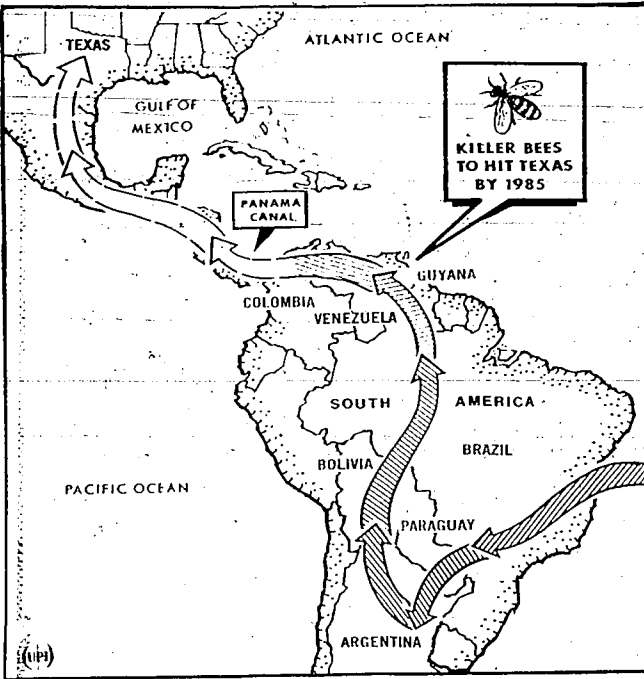 TEXAS
ATLANTIC OCEAN
GULF OF
MEXICO
KILLER BEES
TO HIT TEXAS
BY 1985
PANAMA
CANAL
GUYANA
COLOMBIA
VENEZUELA
SOUTH AMERICA
BRAZIL
BOLIVIA
PACIFIC OCEAN
PARAGUAY
ARGENTINA
(UPI)